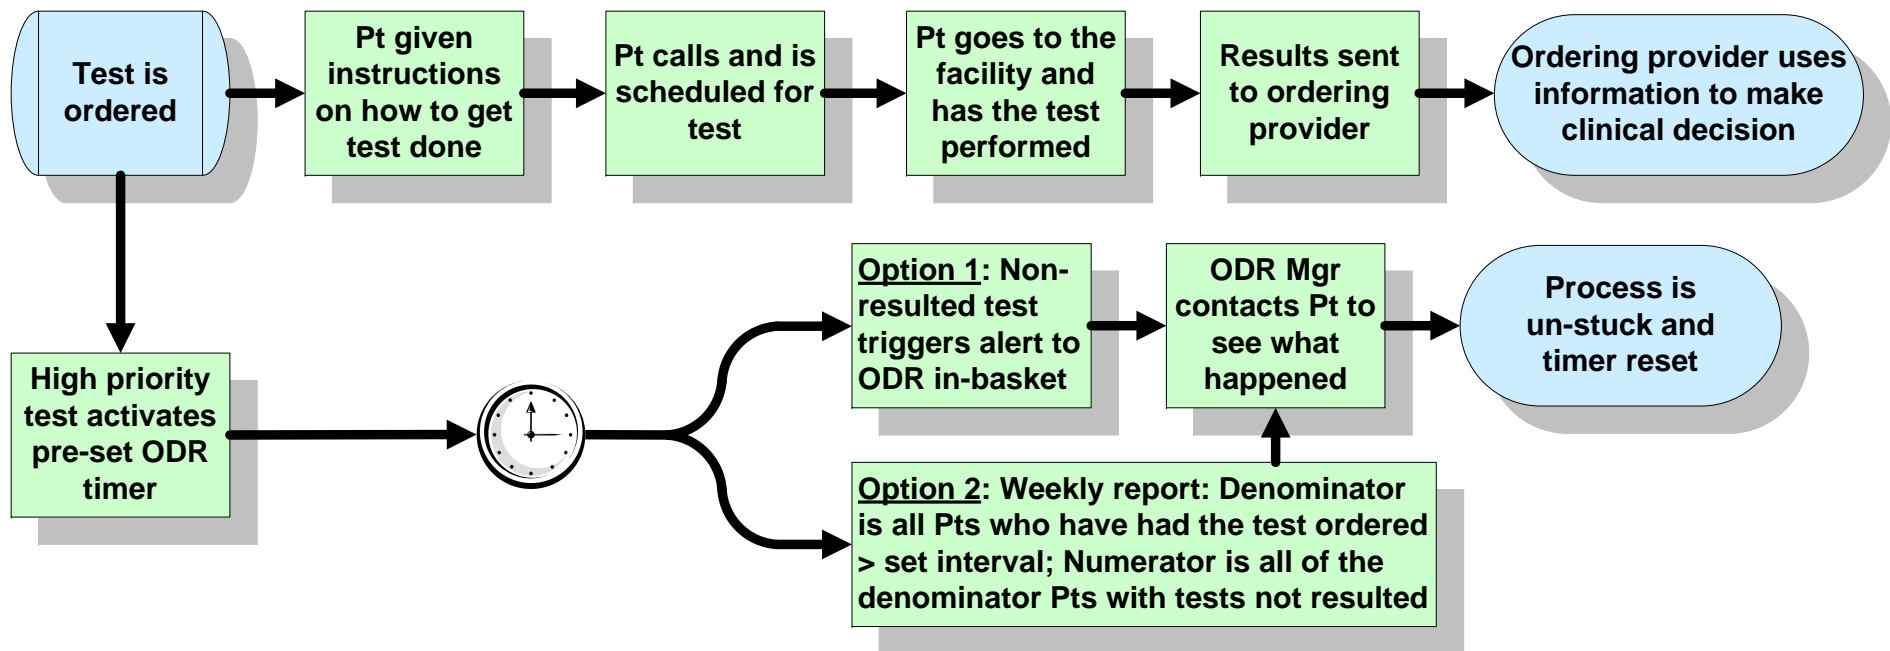 Test is
ordered
Pt given
instructions
on how to get
test done
Pt calls and is
scheduled for
test
Pt goes to the
facility and
has the test
performed
Results sent
to ordering
provider
Ordering provider uses
information to make
clinical decision
High priority
test activates
pre-set ODR
timer
Option 1: Non-
resulted test
triggers alert to
ODR in-basket
ODR Mgr
contacts Pt to
see what
happened
Process is
un-stuck and
timer reset
Option 2: Weekly report: Denominator
is all Pts who have had the test ordered
> set interval; Numerator is all of the
denominator Pts with tests not resulted